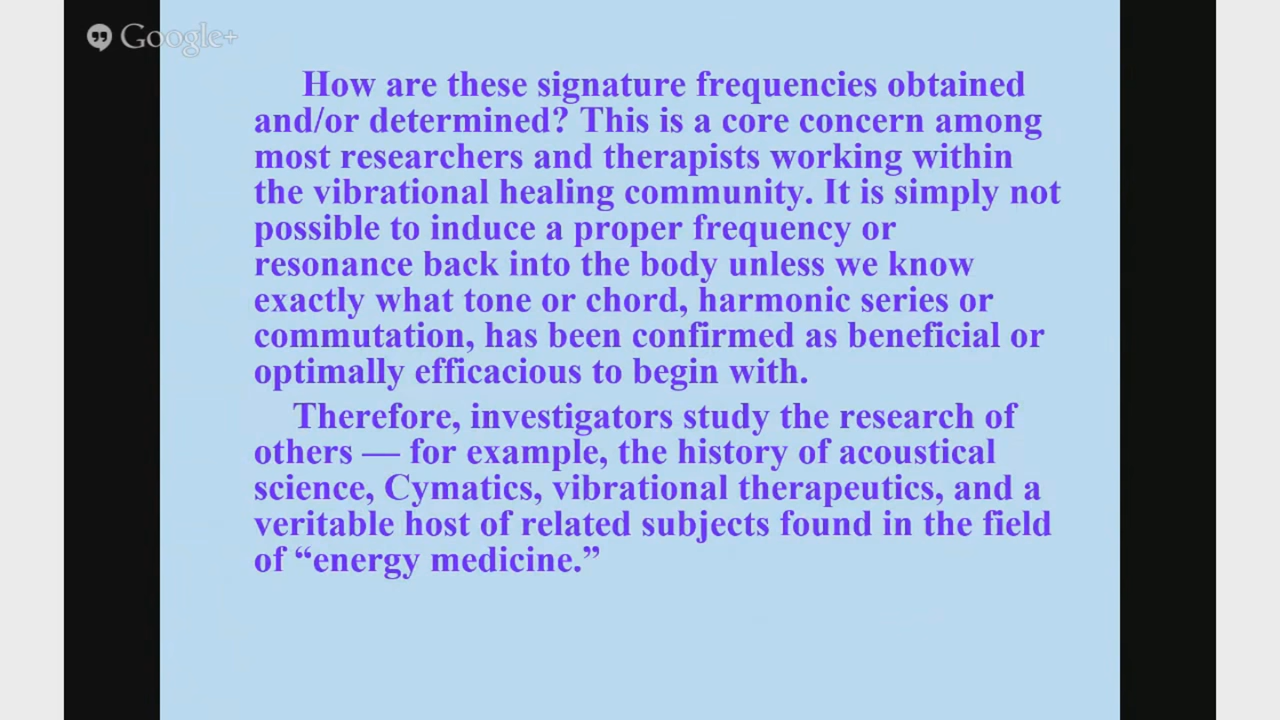 Google+
How are these signature frequencies obtained
and/or determined? This is a core concern among
most researchers and therapists working within
the vibrational healing community. It is simply not
possible to induce a proper frequency or
resonance back into the body unless we know
exactly what tone or chord, harmonic series or
commutation, has been confirmed as beneficial or
optimally efficacious to begin with.
Therefore, investigators study the research of
others — for example, the history of acoustical
science, Cymatics, vibrational therapeutics, and a
veritable host of related subjects found in the field
of “energy medicine.”